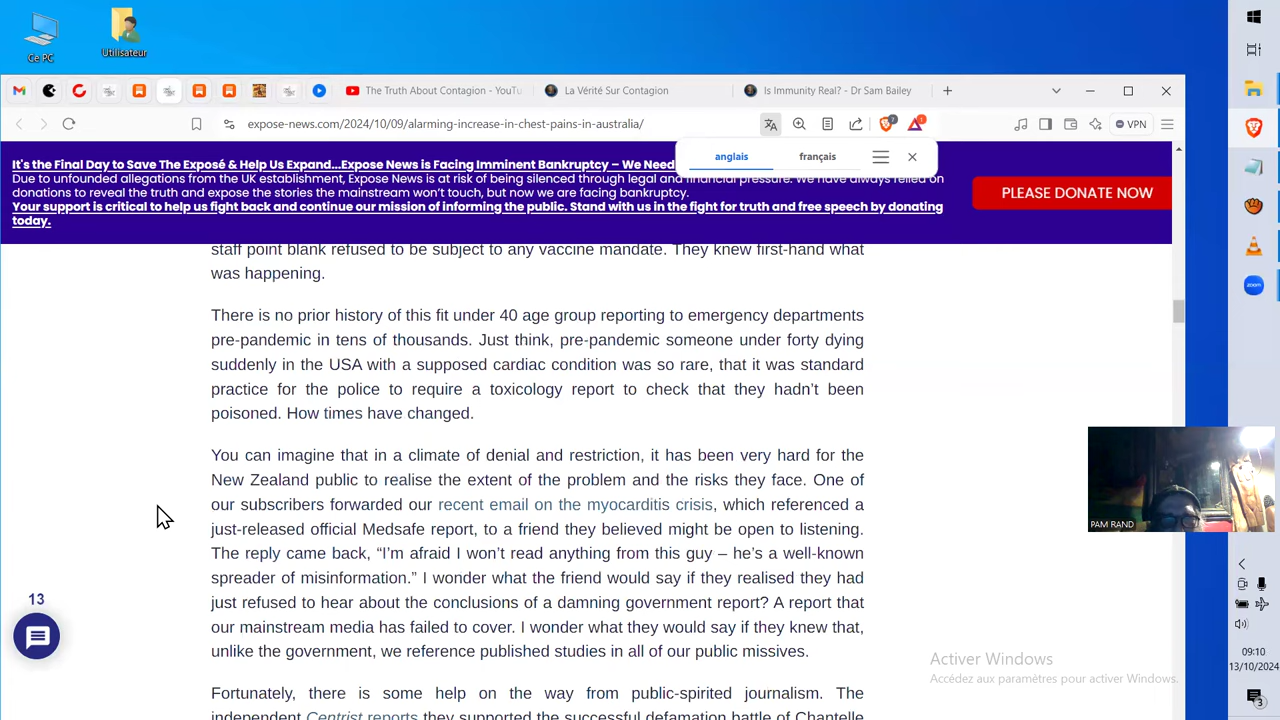 Ce PC
Utilisateur
The Truth About Contagion - YouTu
La Vérité Sur Contagion
Is Immunity Real? - Dr Sam Bailey
expose-news.com/2024/10/09/alarming-increase-in-chest-pains-in-australia/
7
1
VPN
anglais
français
It's the Final Day to Save The Exposé & Help Us Expand...Expose News is Facing Imminent Bankruptcy – We Need
Due to unfounded allegations from the UK establishment, Expose News is at risk of being silenced through legal and financial pressure. We have always relied on
donations to reveal the truth and expose the stories the mainstream won't touch, but now we are facing bankruptcy.
Your support is critical to help us fight back and continue our mission of informing the public. Stand with us in the fight for truth and free speech by donating
today.
PLEASE DONATE NOW
staff point blank refused to be subject to any vaccine mandate. They knew first-hand what
was happening.
There is no prior history of this fit under 40 age group reporting to emergency departments
pre-pandemic in tens of thousands. Just think, pre-pandemic someone under forty dying
suddenly in the USA with a supposed cardiac condition was so rare, that it was standard
practice for the police to require a toxicology report to check that they hadn't been
poisoned. How times have changed.
You can imagine that in a climate of denial and restriction, it has been very hard for the
New Zealand public to realise the extent of the problem and the risks they face. One of
our subscribers forwarded our recent email on the myocarditis crisis, which referenced a
just-released official Medsafe report, to a friend they believed might be open to listening.
The reply came back, “I'm afraid I won't read anything from this guy – he's a well-known
spreader of misinformation.” I wonder what the friend would say if they realised they had
just refused to hear about the conclusions of a damning government report? A report that
our mainstream media has failed to cover. I wonder what they would say if they knew that,
unlike the government, we reference published studies in all of our public missives.
Fortunately, there is some help on the way from public-spirited journalism. The
independent Centrist reports they supported the successful defamation battle of Chantelle
13
PAM RAND
zoom
Activer Windows
Accédez aux paramètres pour activer Windows.
09:10
13/10/2024
3